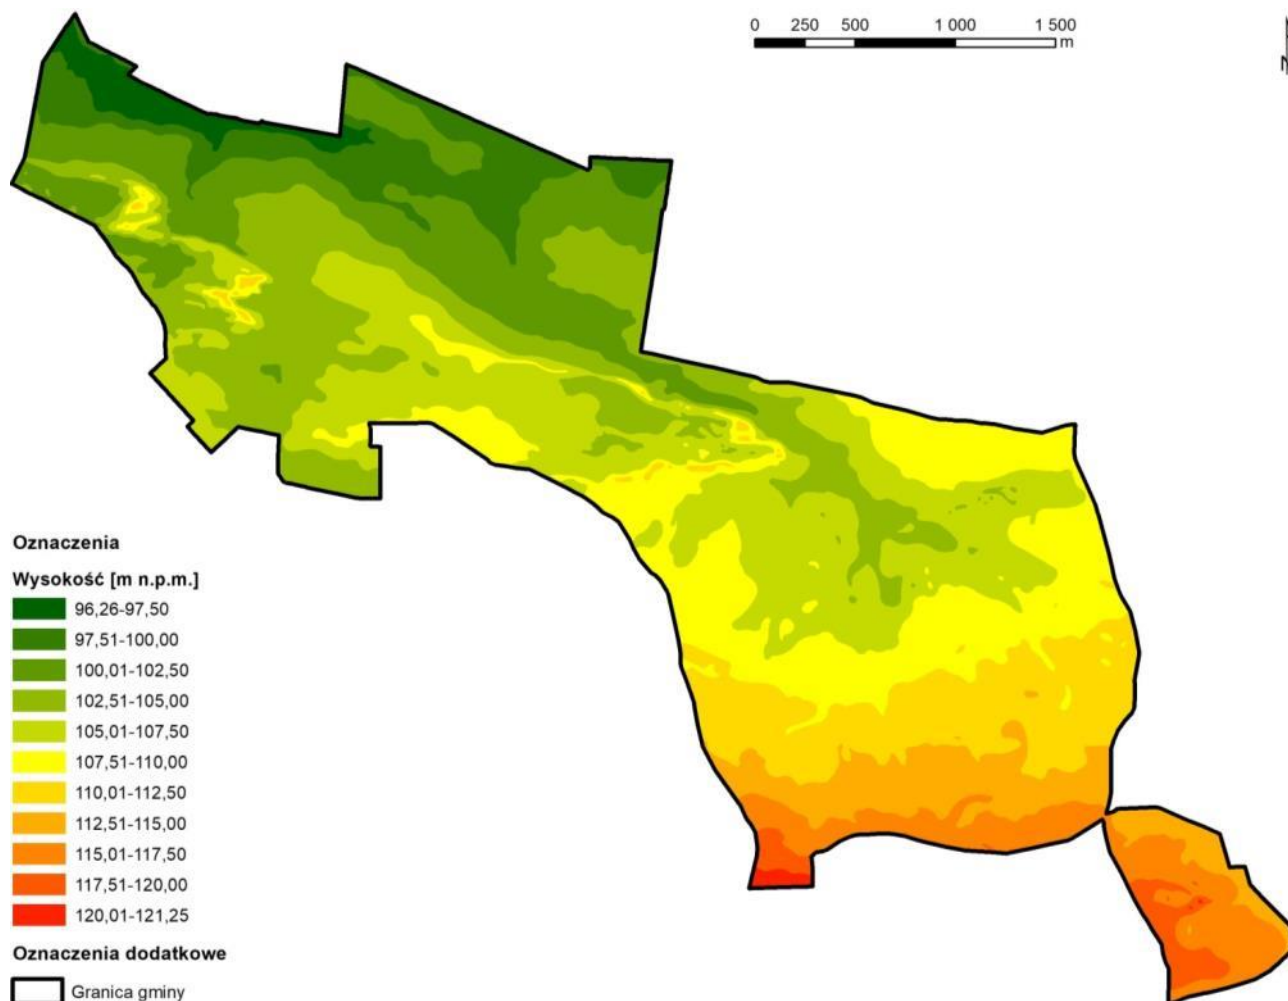 0 250 500 1 000 1 500
m
N
Oznaczenia
Wysokość [m n.p.m.]
96,26-97,50
97,51-100,00
100,01-102,50
102,51-105,00
105,01-107,50
107,51-110,00
110,01-112,50
112,51-115,00
115,01-117,50
117,51-120,00
120,01-121,25
Oznaczenia dodatkowe
Granica gminy